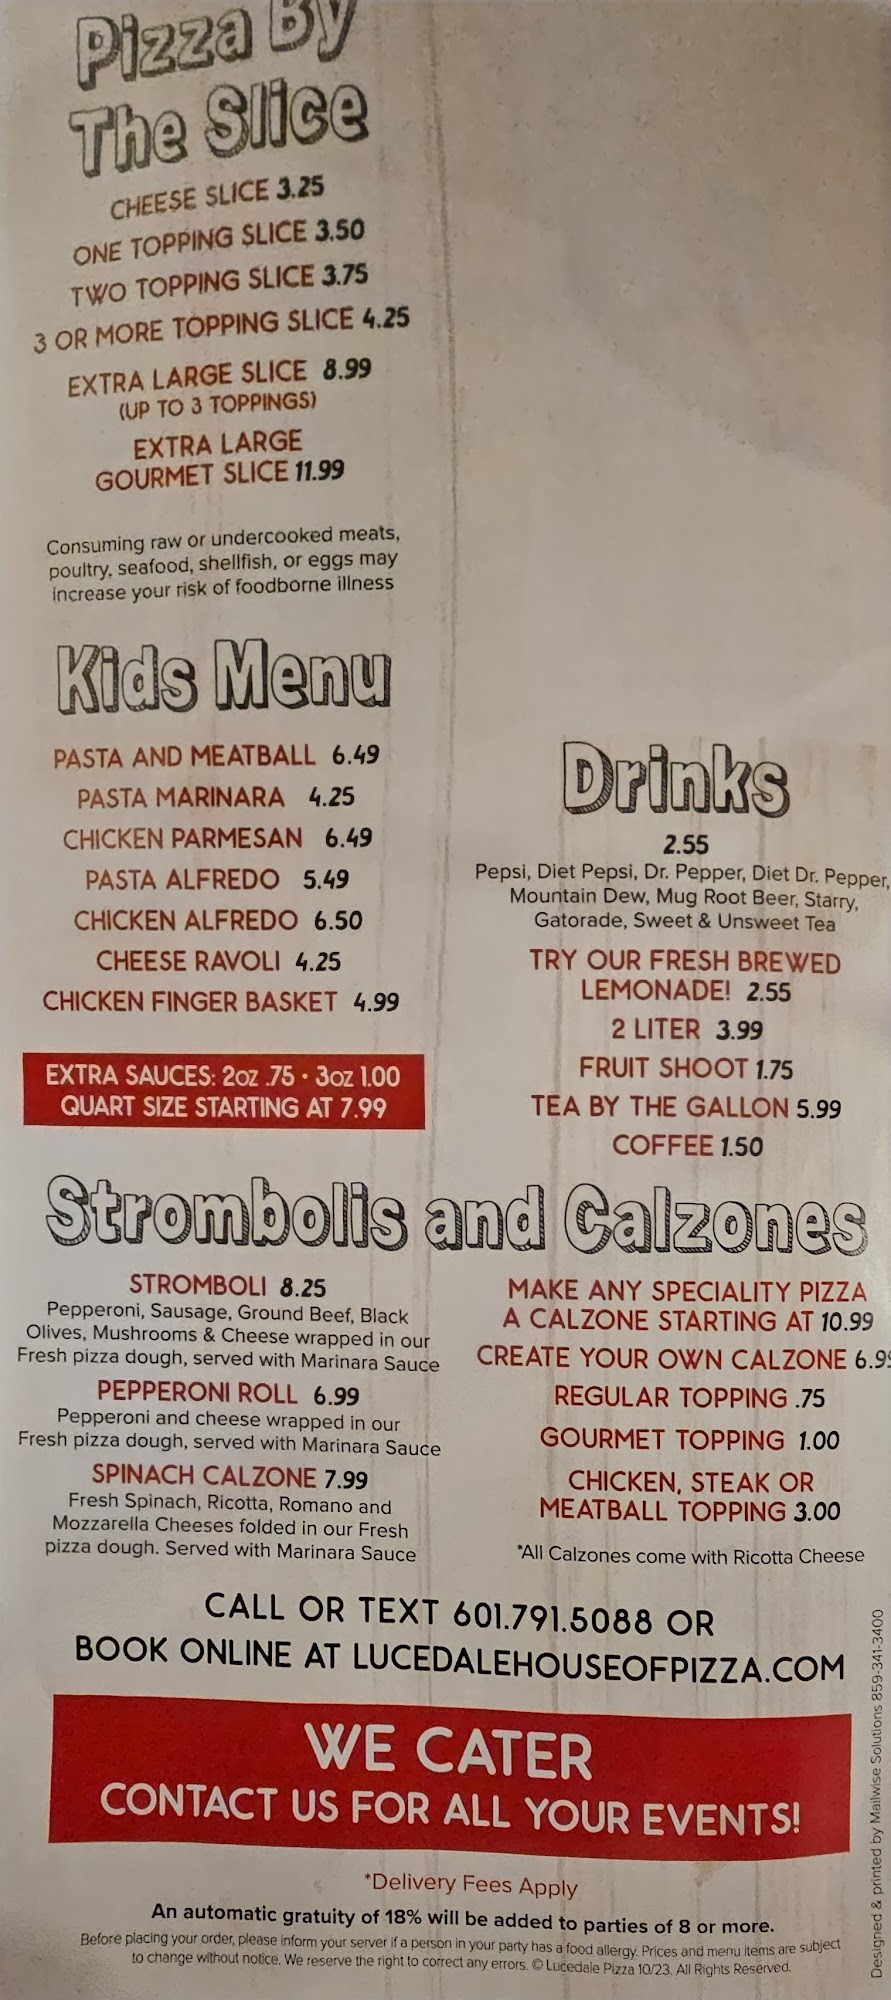 Pizza By
The Slice
CHEESE SLICE 3.25
ONE TOPPING SLICE 3.50
TWO TOPPING SLICE 3.75
3 OR MORE TOPPING SLICE 4.25
EXTRA LARGE SLICE 8.99
(UP TO 3 TOPPINGS)
EXTRA LARGE
GOURMET SLICE 11.99
Consuming raw or undercooked meats,
poultry, seafood, shellfish, or eggs may
increase your risk of foodborne illness
Kids Menu
PASTA AND MEATBALL 6.49
PASTA MARINARA 4.25
CHICKEN PARMESAN 6.49
PASTA ALFREDO 5.49
CHICKEN ALFREDO 6.50
CHEESE RAVOLI 4.25
CHICKEN FINGER BASKET 4.99
EXTRA SAUCES: 2oz .75 · 3oz 1.00
QUART SIZE STARTING AT 7.99
Drinks
2.55
Pepsi, Diet Pepsi, Dr. Pepper, Diet Dr. Pepper,
Mountain Dew, Mug Root Beer, Starry,
Gatorade, Sweet & Unsweet Tea
TRY OUR FRESH BREWED
LEMONADE! 2.55
2 LITER 3.99
FRUIT SHOOT 1.75
TEA BY THE GALLON 5.99
COFFEE 1.50
Strombolis and Calzones
STROMBOLI 8.25
Pepperoni, Sausage, Ground Beef, Black
Olives, Mushrooms & Cheese wrapped in our
Fresh pizza dough, served with Marinara Sauce
PEPPERONI ROLL 6.99
Pepperoni and cheese wrapped in our
Fresh pizza dough, served with Marinara Sauce
SPINACH CALZONE 7.99
Fresh Spinach, Ricotta, Romano and
Mozzarella Cheeses folded in our Fresh
pizza dough. Served with Marinara Sauce
MAKE ANY SPECIALITY PIZZA
A CALZONE STARTING AT 10.99
CREATE YOUR OWN CALZONE 6.99
REGULAR TOPPING .75
GOURMET TOPPING 1.00
CHICKEN, STEAK OR
MEATBALL TOPPING 3.00
*All Calzones come with Ricotta Cheese
CALL OR TEXT 601.791.5088 OR
BOOK ONLINE AT LUCEDALEHOUSEOFPIZZA.COM
WE CATER
CONTACT US FOR ALL YOUR EVENTS!
*Delivery Fees Apply
An automatic gratuity of 18% will be added to parties of 8 or more.
Before placing your order, please inform your server if a person in your party has a food allergy. Prices and menu items are subject
to change without notice. We reserve the right to correct any errors. © Lucedale Pizza 10/23. All Rights Reserved.
Designed & printed by Mailwise Solutions 859-341-3400